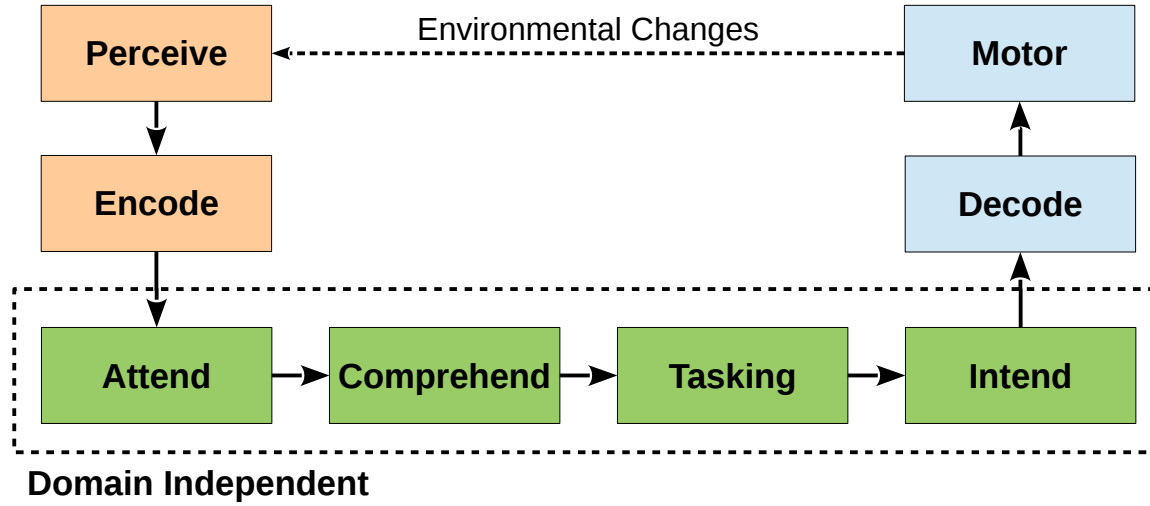 Perceive
Environmental Changes
Motor
Encode
Decode
Attend
Comprehend
Tasking
Intend
Domain Independent